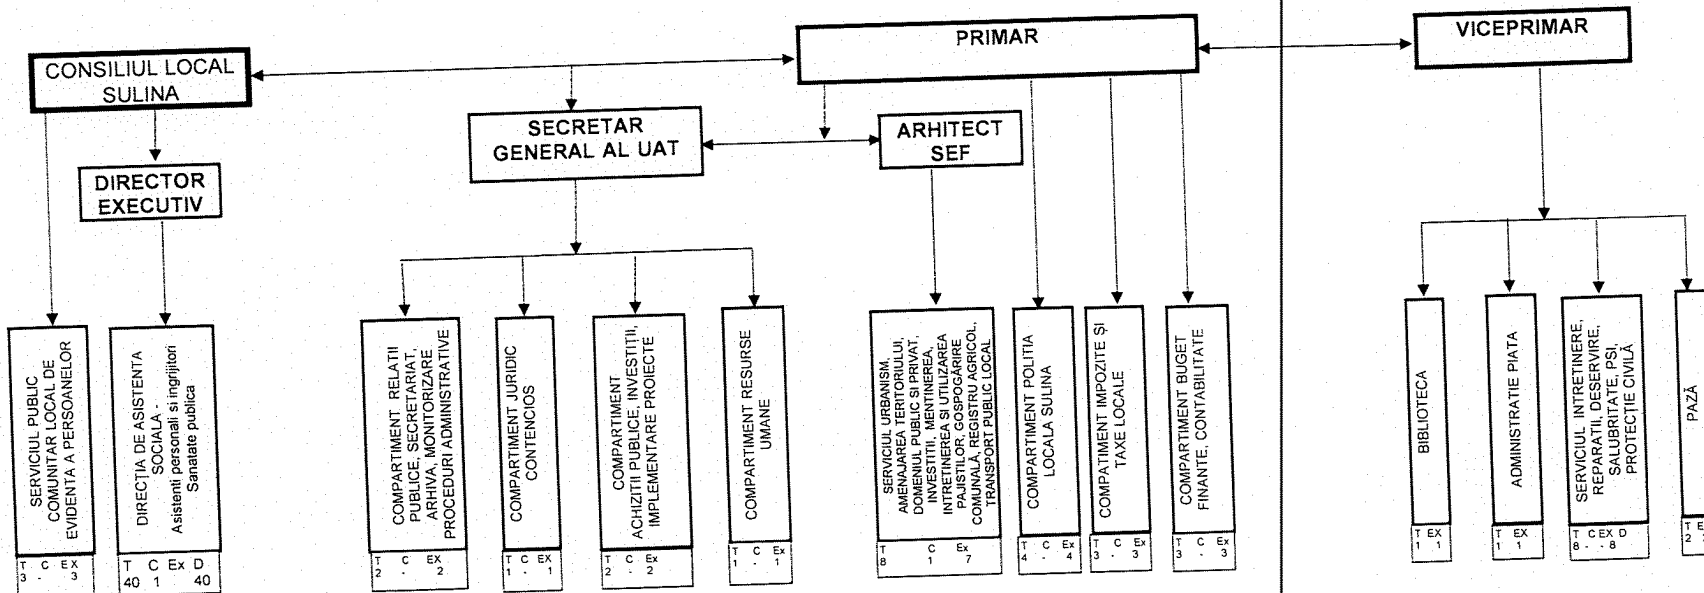 PRIMAR
VICEPRIMAR
CONSILIUL LOCAL
SULINA
SECRETAR
GENERAL AL UAT
ARHITECT
SEF
DIRECTOR
EXECUTIV
SERVICIUL PUBLIC
COMUNITAR LOCAL DE
EVIDENTA A PERSOANELOR
T C EX
3 - 3
DIRECȚIA DE ASISTENTA
SOCIALA -
Asistenti personali si ingrijitori
Sanatate publica
T C Ex D
40 1 40
COMPARTIMENT RELATII
PUBLICE, SECRETARIAT,
ARHIVA, MONITORIZARE
PROCEDURI ADMINISTRATIVE
T C EX
2 - 2
COMPARTIMENT JURIDIC
CONTENCIOS
T C EX
1 - 1
COMPARTIMENT
ACHIZITII PUBLICE, INVESTIȚII,
IMPLEMENTARE PROIECTE
T C Ex
2 - 2
COMPARTIMENT RESURSE
UMANE
T C Ex
1 - 1
SERVICIUL URBANISM,
AMENAJAREA TERITORIULUI,
DOMENIUL PUBLIC SI PRIVAT,
INVESTITII, MENTINEREA,
INTRETINEREA SI UTILIZAREA
PAJISTILOR, GOSPOGĂRIRE
COMUNALĂ, REGISTRU AGRICOL,
TRANSPORT PUBLIC LOCAL
T C Ex
8 1 7
COMPARTIMENT POLITIA
LOCALA SULINA
T C Ex
4 - 4
COMPATIMENT IMPOZITE ȘI
TAXE LOCALE
T C Ex
3 - 3
COMPARTIMENT BUGET
FINANTE, CONTABILITATE
T C Ex
3 - 3
BIBLIOTECA
T EX
1 1
ADMINISTRATIE PIATA
T EX
1 1
SERVICIUL INTRETINERE,
REPARATII, DESERVIRE,
SALUBRITATE, PSI,
PROTECȚIE CIVILĂ
T C EX D
8 - - 8
PAZĂ
T
2